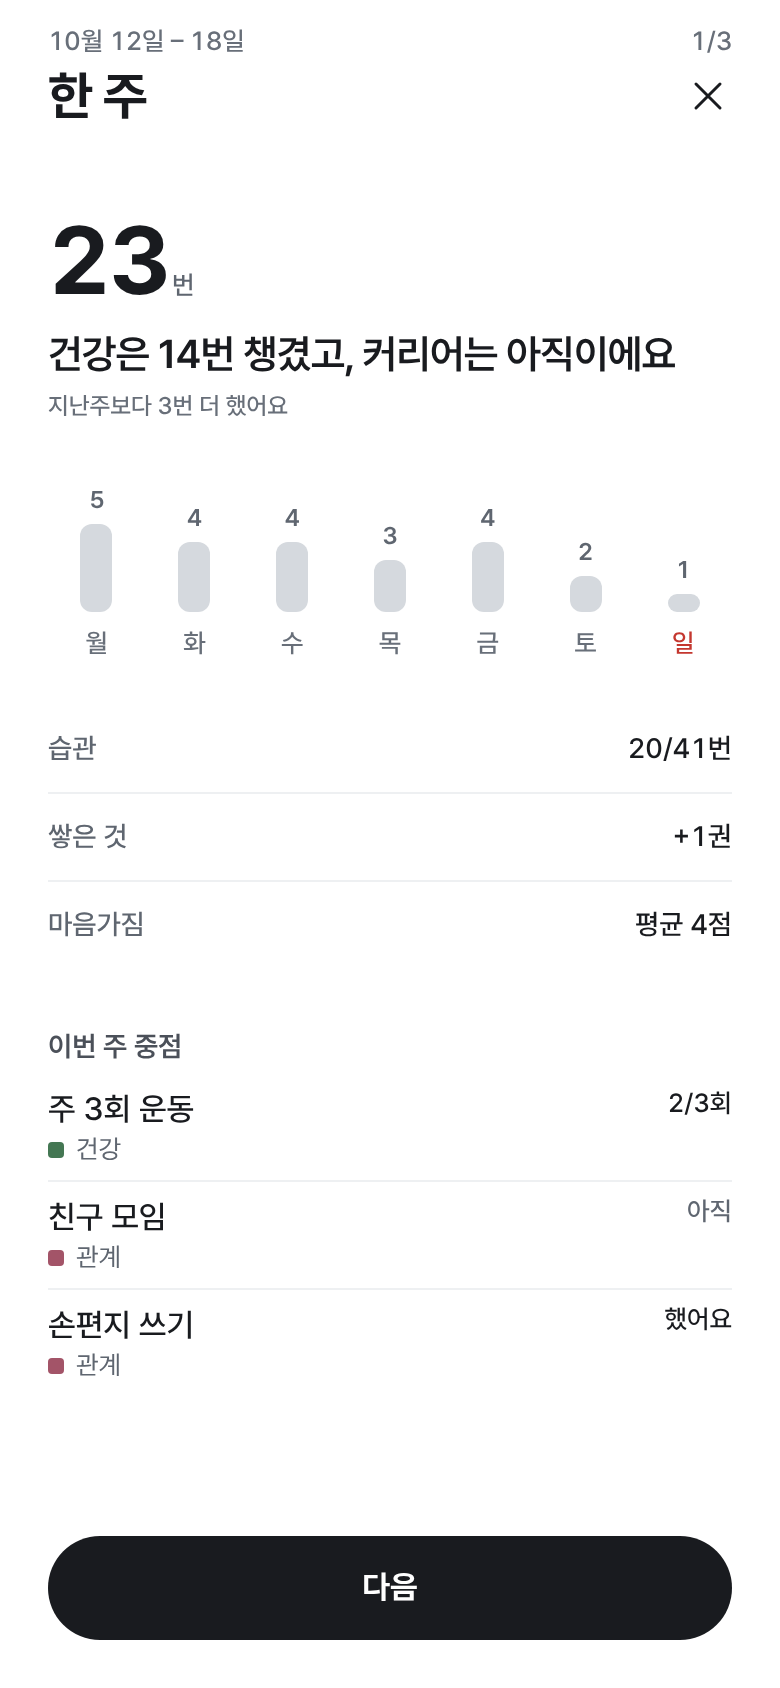 10월 12일 – 18일
1/3
한 주
23번
건강은 14번 챙겼고, 커리어는 아직이에요
지난주보다 3번 더 했어요
5 4 4 3 4 2 1
월 화 수 목 금 토 일
습관 20/41번
쌓은 것 +1권
마음가짐 평균 4점
이번 주 중점
주 3회 운동 2/3회
건강
친구 모임 아직
관계
손편지 쓰기 했어요
관계
다음